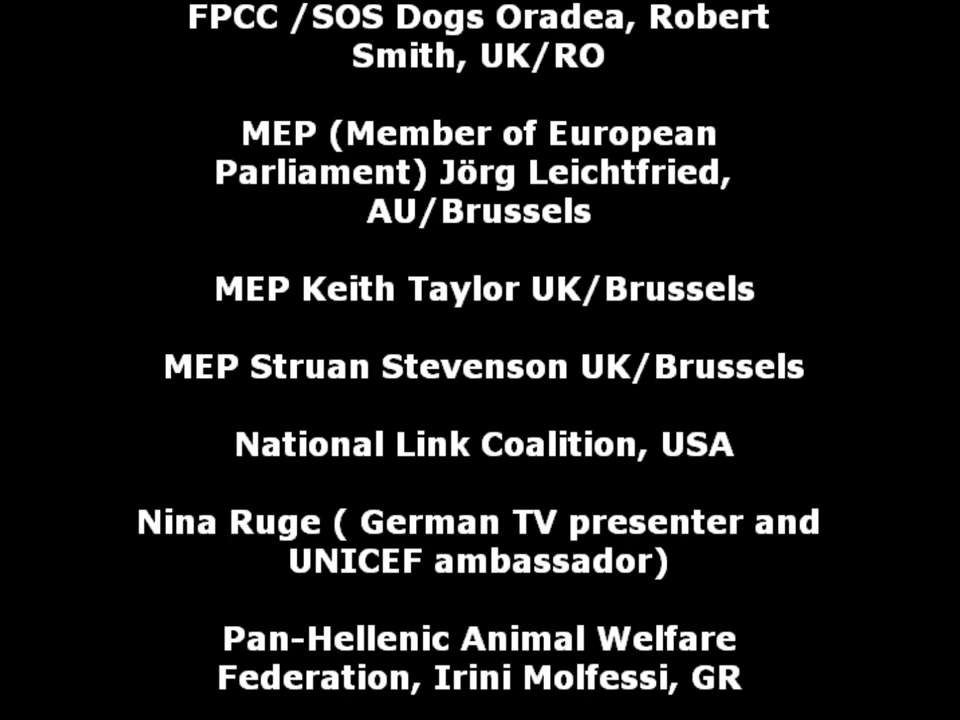 FPCC /SOS Dogs Oradea, Robert
Smith, UK/RO
MEP (Member of European
Parliament) Jörg Leichtfried,
AU/Brussels
MEP Keith Taylor UK/Brussels
MEP Struan Stevenson UK/Brussels
National Link Coalition, USA
Nina Ruge ( German TV presenter and
UNICEF ambassador)
Pan-Hellenic Animal Welfare
Federation, Irini Molfessi, GR